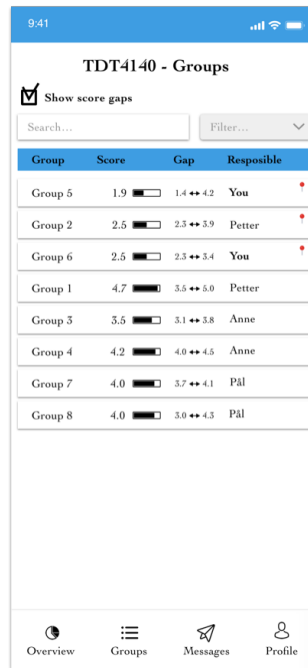 9:41
TDT4140 - Groups
Show score gaps
Search... Filter...
Group Score Gap Resposible
Group 5 1.9 1.4 ↔ 4.2 You
Group 2 2.5 2.3 ↔ 3.9 Petter
Group 6 2.5 2.3 ↔ 3.4 You
Group 1 4.7 3.5 ↔ 5.0 Petter
Group 3 3.5 3.1 ↔ 3.8 Anne
Group 4 4.2 4.0 ↔ 4.5 Anne
Group 7 4.0 3.7 ↔ 4.1 Pål
Group 8 4.0 3.0 ↔ 4.3 Pål
Overview Groups Messages Profile